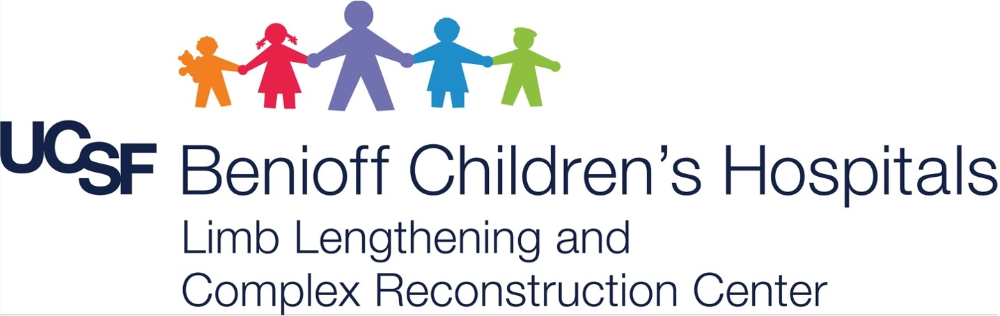 UCSF Benioff Children's Hospitals
Limb Lengthening and
Complex Reconstruction Center